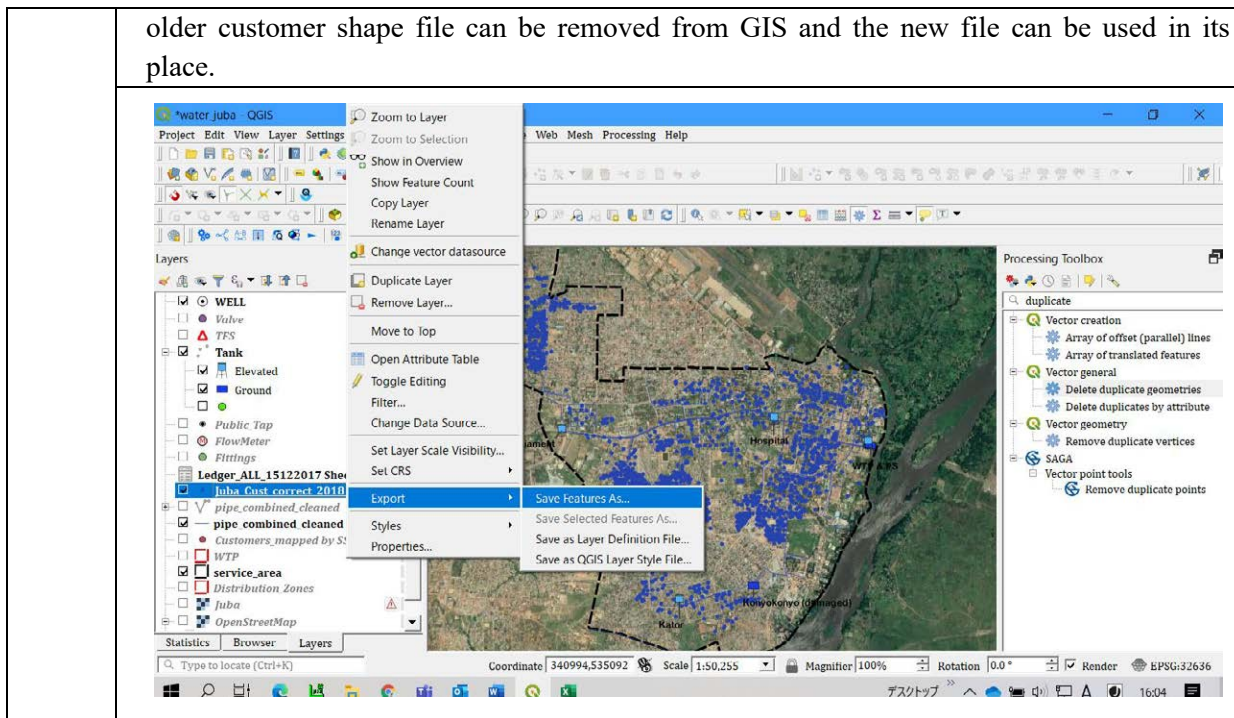 older customer shape file can be removed from GIS and the new file can be used in its
place.
*water juba - QGIS
Project Edit View Layer Settings
Web Mesh Processing Help
Zoom to Layer
Zoom to Selection
Show in Overview
Show Feature Count
Copy Layer
Rename Layer
Change vector datasource
Duplicate Layer
Remove Layer...
Move to Top
Open Attribute Table
Toggle Editing
Filter...
Change Data Source...
Set Layer Scale Visibility...
Set CRS
Export
Styles
Properties...
Save Features As...
Save Selected Features As...
Save as Layer Definition File...
Save as QGIS Layer Style File...
Layers
WELL
Valve
TFS
Tank
Elevated
Ground
Public Tap
FlowMeter
Fittings
Ledger_ALL_15122017 Shee
Juba_Cust_correct_2018
pipe_combined_cleaned
pipe_combined_cleaned
Customers_mapped by SS
WTP
service_area
Distribution Zones
Juba
OpenStreetMap
Statistics Browser Layers
Hospital
WTP & PS
Konyokonyo (damaged)
Kator
Processing Toolbox
duplicate
Vector creation
Array of offset (parallel) lines
Array of translated features
Vector general
Delete duplicate geometries
Delete duplicates by attribute
Vector geometry
Remove duplicate vertices
SAGA
Vector point tools
Remove duplicate points
Type to locate (Ctrl+K)
Coordinate 340994,535092 Scale 1:50,255 Magnifier 100% Rotation 0.0 ° Render EPSG:32636
デスクトップ
16:04